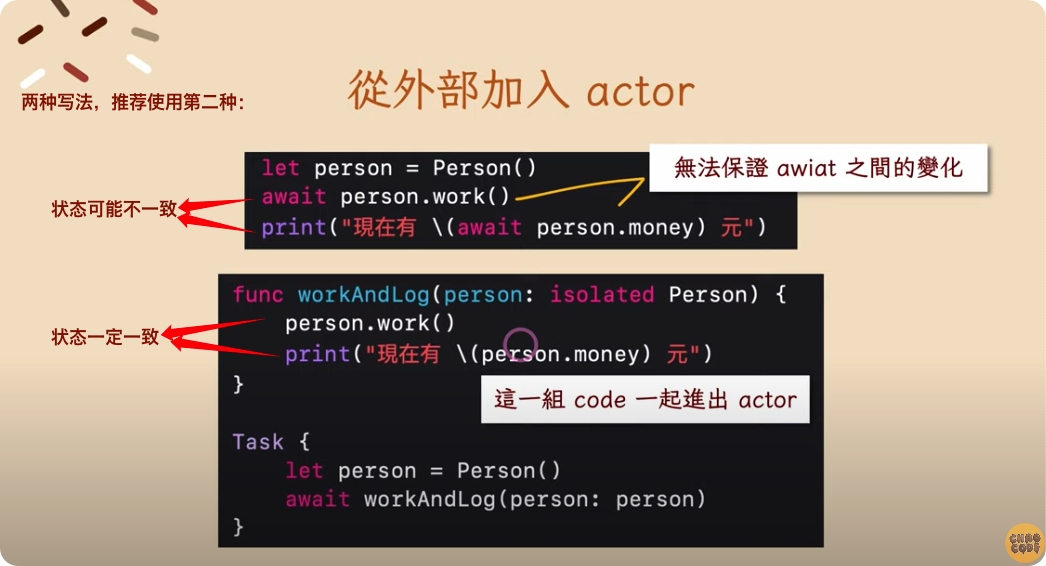 從外部加入 actor
两种写法，推荐使用第二种：
let person = Person()
await person.work()
print("現在有 \(await person.money) 元")
無法保證 awiat 之間的變化
状态可能不一致
func workAndLog(person: isolated Person) {
person.work()
print("現在有 \(person.money) 元")
}
状态一定一致
這一組 code 一起進出 actor
Task {
let person = Person()
await workAndLog(person: person)
}
CHAO
CODE